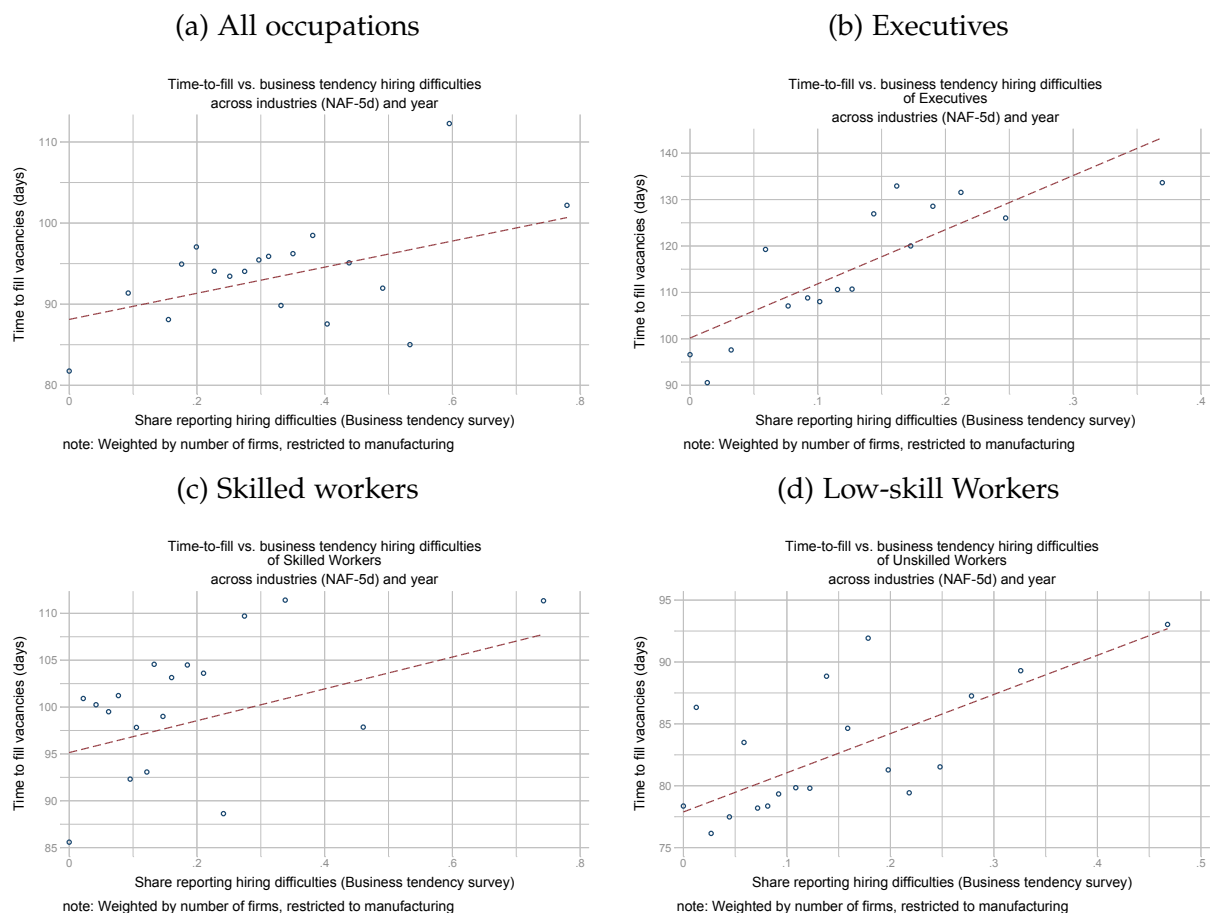 (a) All occupations
Time-to-fill vs. business tendency hiring difficulties
across industries (NAF-5d) and year
Time to fill vacancies (days)
110
100
90
80
0
.2
.4
.6
.8
Share reporting hiring difficulties (Business tendency survey)
note: Weighted by number of firms, restricted to manufacturing
(b) Executives
Time-to-fill vs. business tendency hiring difficulties
of Executives
across industries (NAF-5d) and year
Time to fill vacancies (days)
140
130
120
110
100
90
0
.1
.2
.3
.4
Share reporting hiring difficulties (Business tendency survey)
note: Weighted by number of firms, restricted to manufacturing
(c) Skilled workers
Time-to-fill vs. business tendency hiring difficulties
of Skilled Workers
across industries (NAF-5d) and year
Time to fill vacancies (days)
110
105
100
95
90
85
0
.2
.4
.6
.8
Share reporting hiring difficulties (Business tendency survey)
note: Weighted by number of firms, restricted to manufacturing
(d) Low-skill Workers
Time-to-fill vs. business tendency hiring difficulties
of Unskilled Workers
across industries (NAF-5d) and year
Time to fill vacancies (days)
95
90
85
80
75
0
.1
.2
.3
.4
.5
Share reporting hiring difficulties (Business tendency survey)
note: Weighted by number of firms, restricted to manufacturing